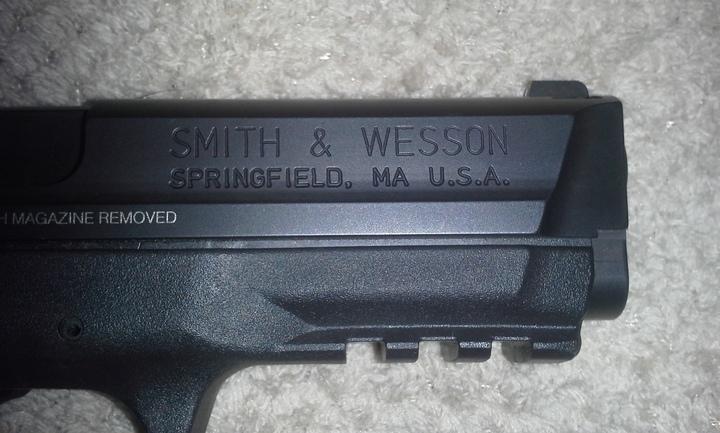 SMITH & WESSON
SPRINGFIELD, MA U.S.A.
MAGAZINE REMOVED